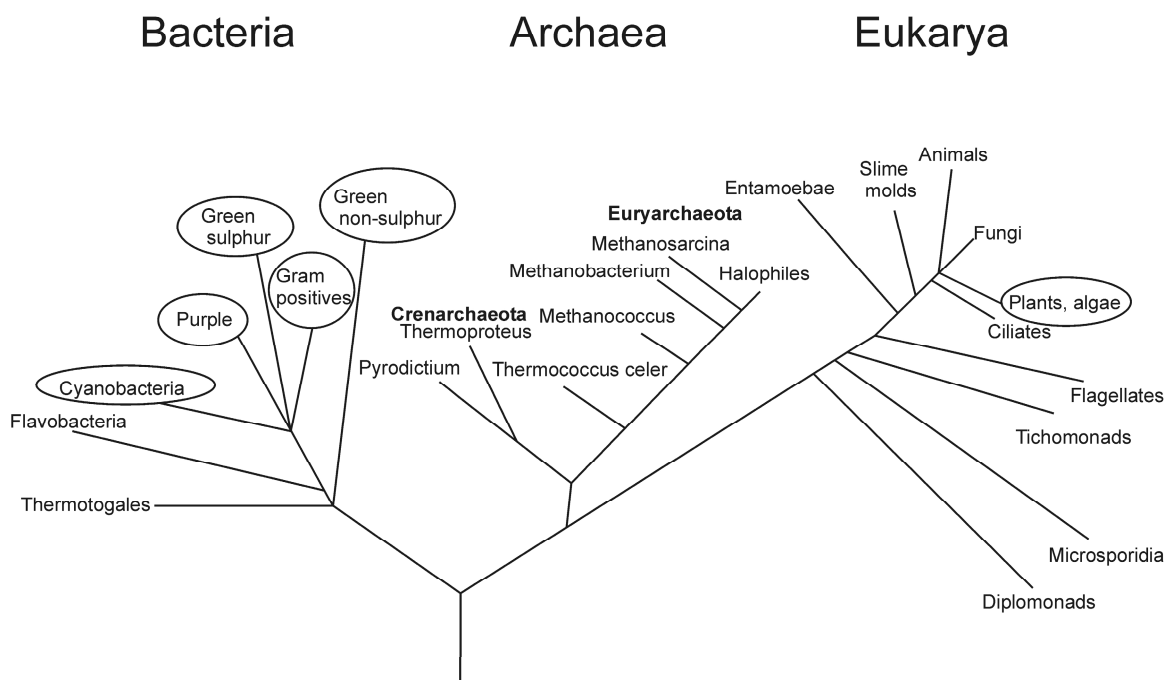 Bacteria
Archaea
Eukarya
Animals
Slime
molds
Entamoebae
Green
non-sulphur
Green
sulphur
Euryarchaeota
Methanosarcina
Fungi
Methanobacterium
Halophiles
Gram
positives
Plants, algae
Purple
Crenarchaeota
Thermoproteus
Methanococcus
Ciliates
Pyrodictium
Thermococcus celer
Cyanobacteria
Flagellates
Flavobacteria
Tichomonads
Thermotogales
Microsporidia
Diplomonads